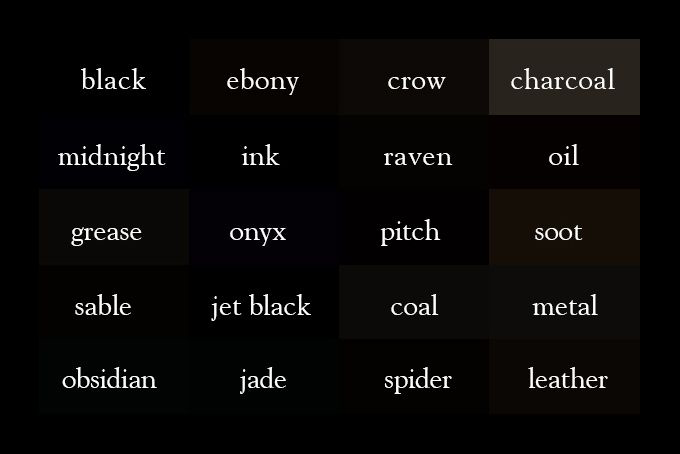 black ebony crow charcoal
midnight ink raven oil
grease onyx pitch soot
sable jet black coal metal
obsidian jade spider leather